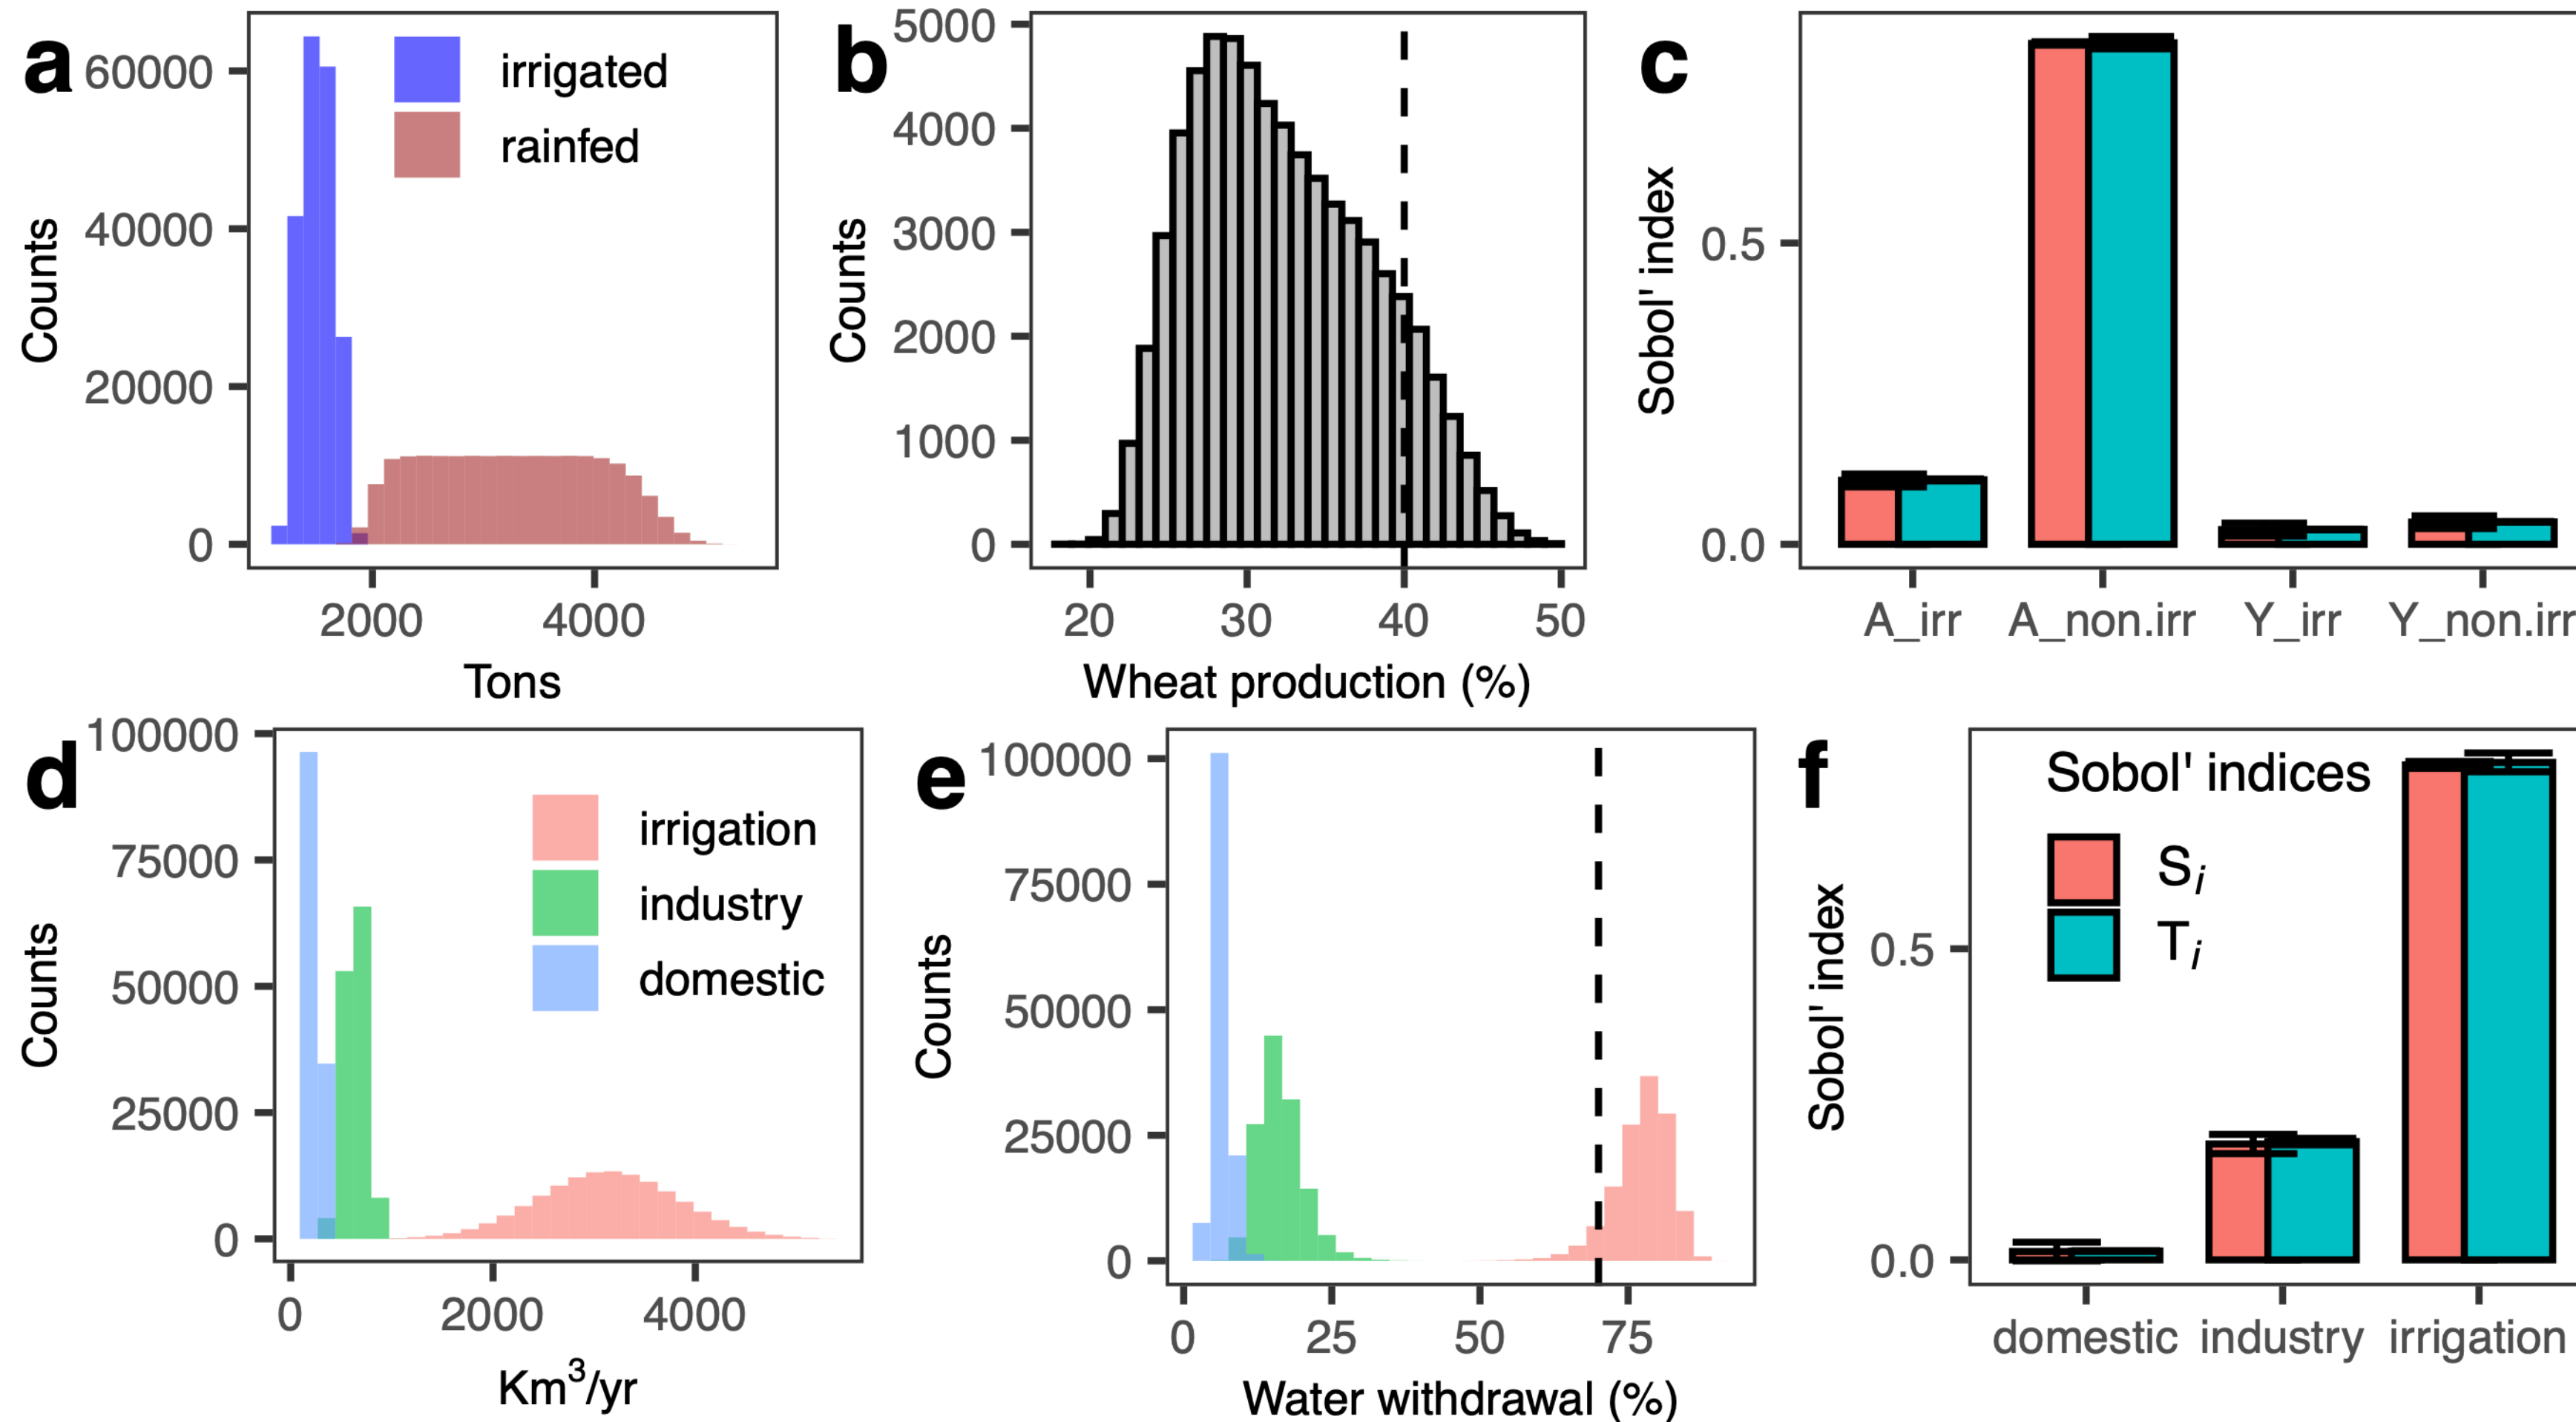 a
60000
40000
20000
0
Counts
irrigated
rainfed
2000 4000
Tons
b
5000
4000
3000
2000
1000
0
Counts
20 30 40 50
Wheat production (%)
c
0.5
0.0
Sobol' index
A_irr A_non.irr Y_irr Y_non.irr
d
100000
75000
50000
25000
0
Counts
irrigation
industry
domestic
0 2000 4000
Km³/yr
e
100000
75000
50000
25000
0
Counts
0 25 50 75
Water withdrawal (%)
f
Sobol' indices
Sᵢ
Tᵢ
0.5
0.0
Sobol' index
domestic industry irrigation